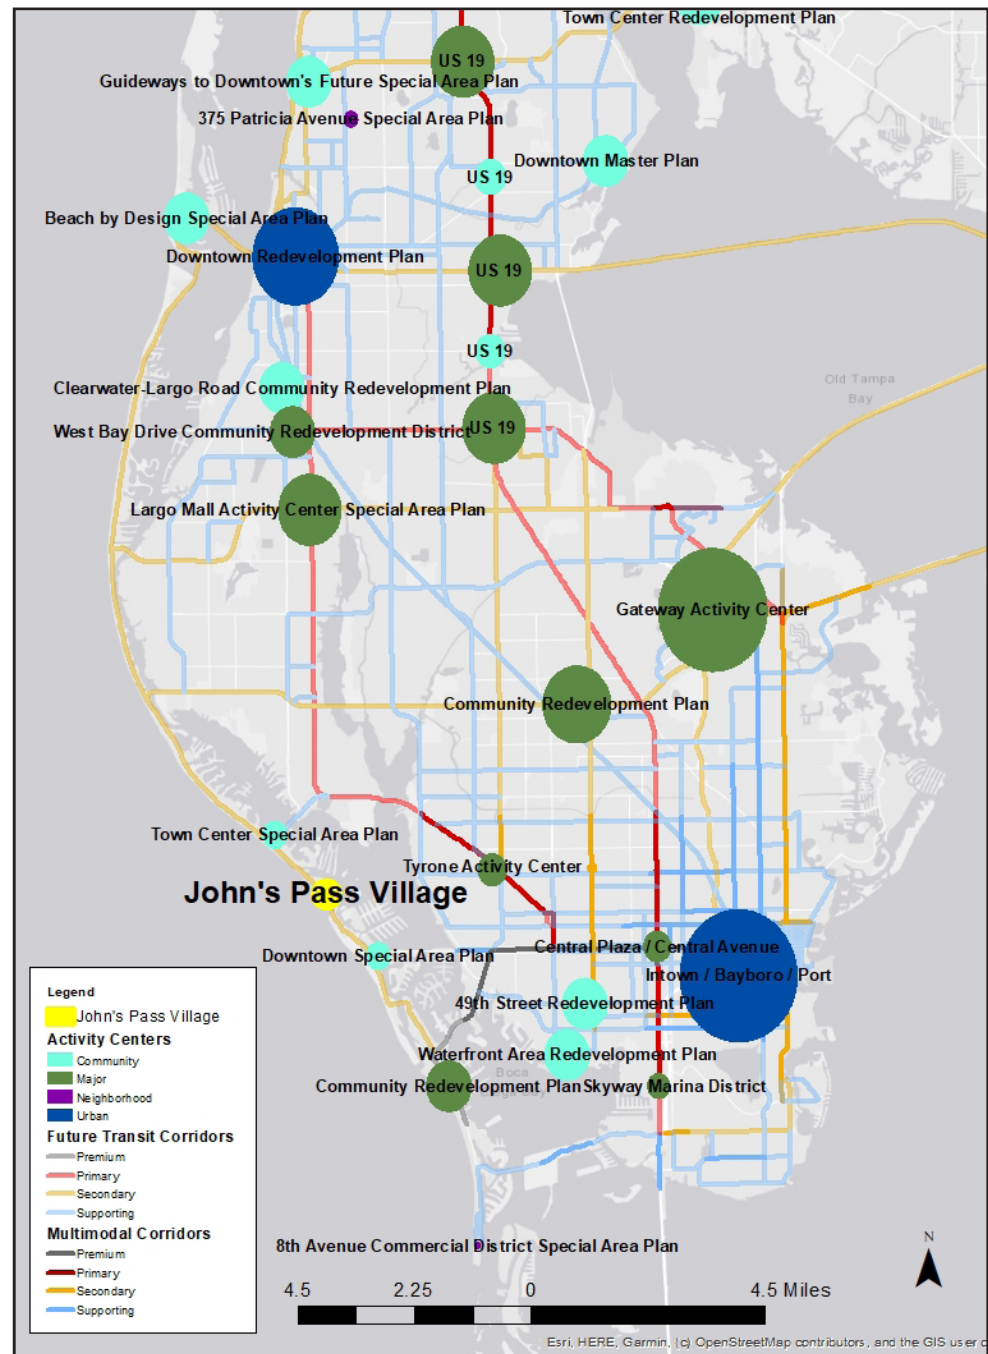 Town Center Redevelopment Plan
US 19
Guideways to Downtown's Future Special Area Plan
375 Patricia Avenue Special Area Plan
Downtown Master Plan
US 19
Beach by Design Special Area Plan
Downtown Redevelopment Plan
US 19
US 19
Old Tampa
Bay
Clearwater-Largo Road Community Redevelopment Plan
West Bay Drive Community Redevelopment District
US 19
Largo Mall Activity Center Special Area Plan
Gateway Activity Center
Community Redevelopment Plan
Town Center Special Area Plan
Tyrone Activity Center
John's Pass Village
Central Plaza / Central Avenue
Downtown Special Area Plan
Intown / Bayboro / Port
49th Street Redevelopment Plan
Waterfront Area Redevelopment Plan
Boca
Bay
Community Redevelopment Plan
Skyway Marina District
8th Avenue Commercial District Special Area Plan
Legend
John's Pass Village
Activity Centers
Community
Major
Neighborhood
Urban
Future Transit Corridors
Premium
Primary
Secondary
Supporting
Multimodal Corridors
Premium
Primary
Secondary
Supporting
N
4.5 2.25 0 4.5 Miles
Esri, HERE, Garmin, (c) OpenStreetMap contributors, and the GIS user c